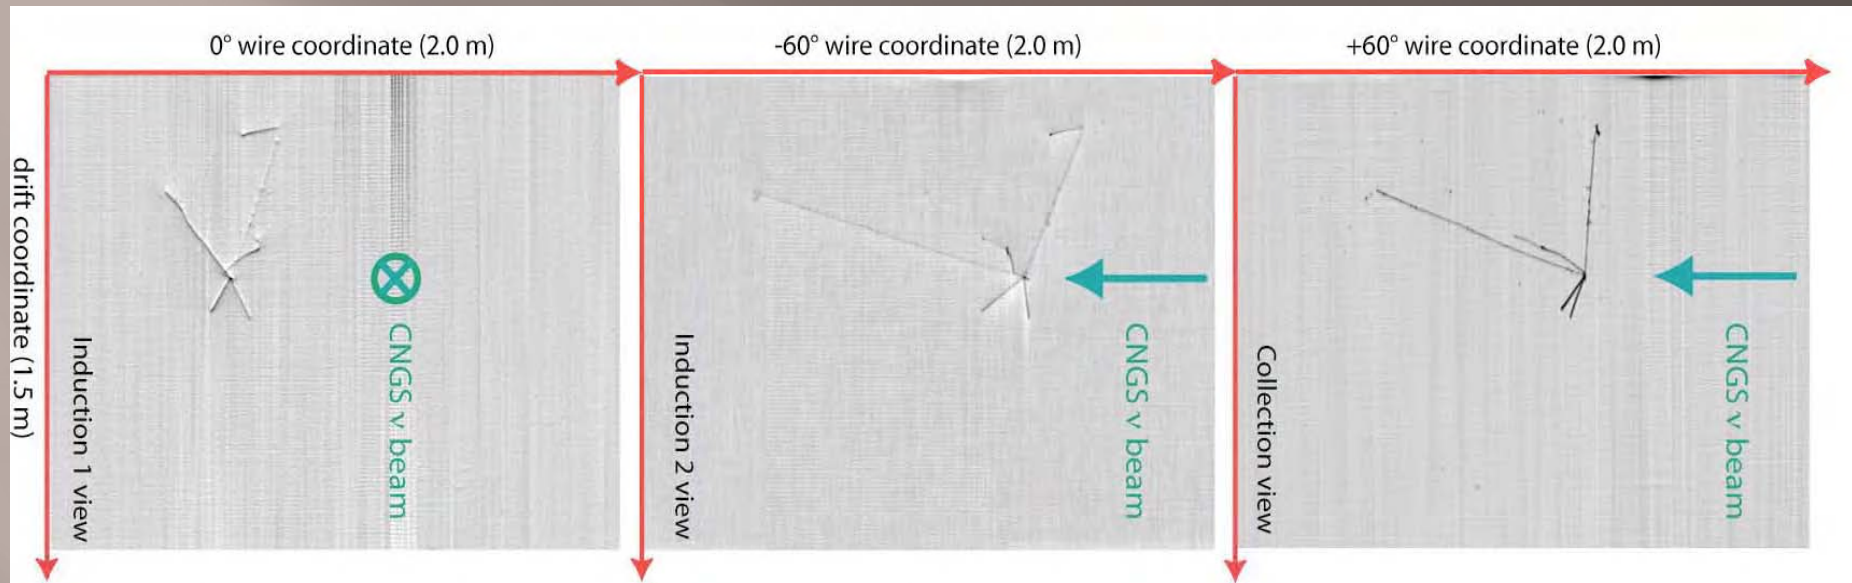 0° wire coordinate (2.0 m)
-60° wire coordinate (2.0 m)
+60° wire coordinate (2.0 m)
drift coordinate (1.5 m)
Induction 1 view
CNGS ν beam
Induction 2 view
CNGS ν beam
Collection view
CNGS ν beam